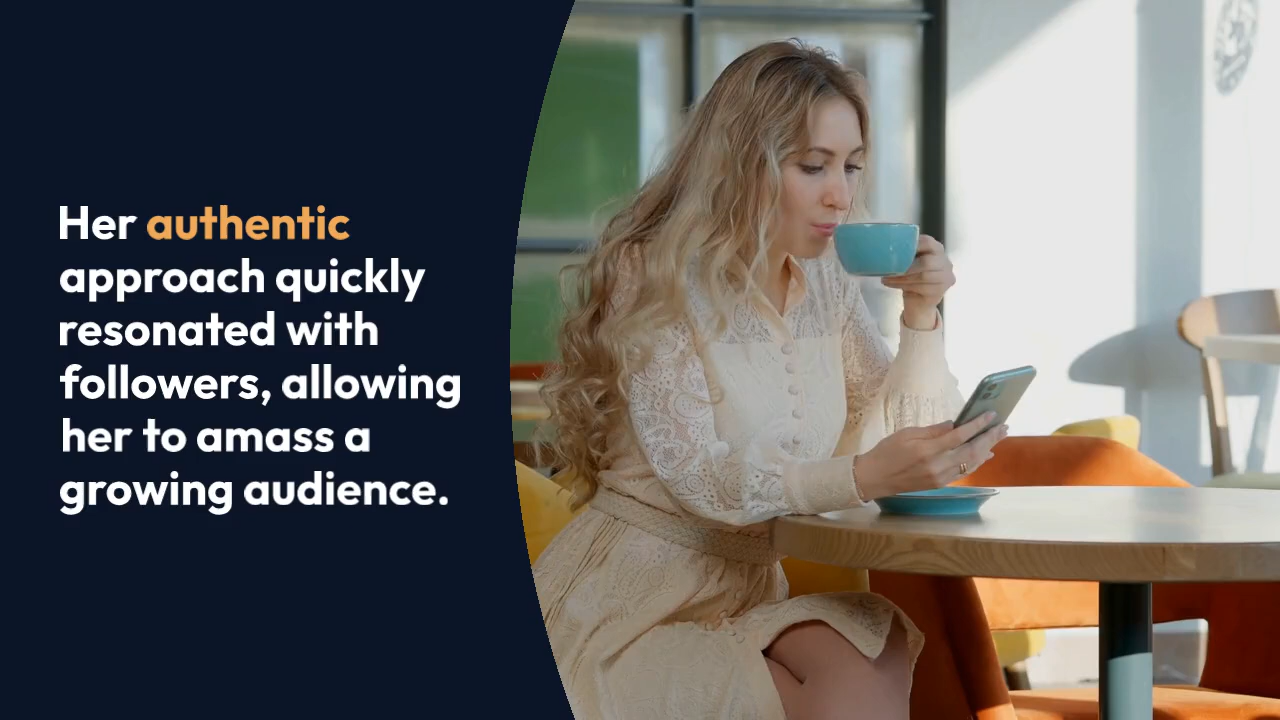 Her authentic
approach quickly
resonated with
followers, allowing
her to amass a
growing audience.